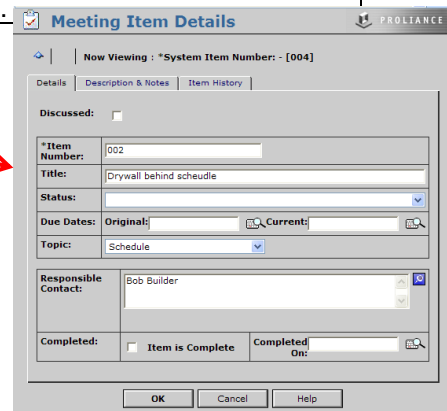 Meeting Item Details
PROLIANCE
Now Viewing : *System Item Number: - [004]
Details Description & Notes Item History
Discussed:
*Item
Number: 002
Title: Drywall behind scheudle
Status:
Due Dates: Original: Current:
Topic: Schedule
Responsible
Contact: Bob Builder
Completed: Item is Complete Completed
On:
OK Cancel Help